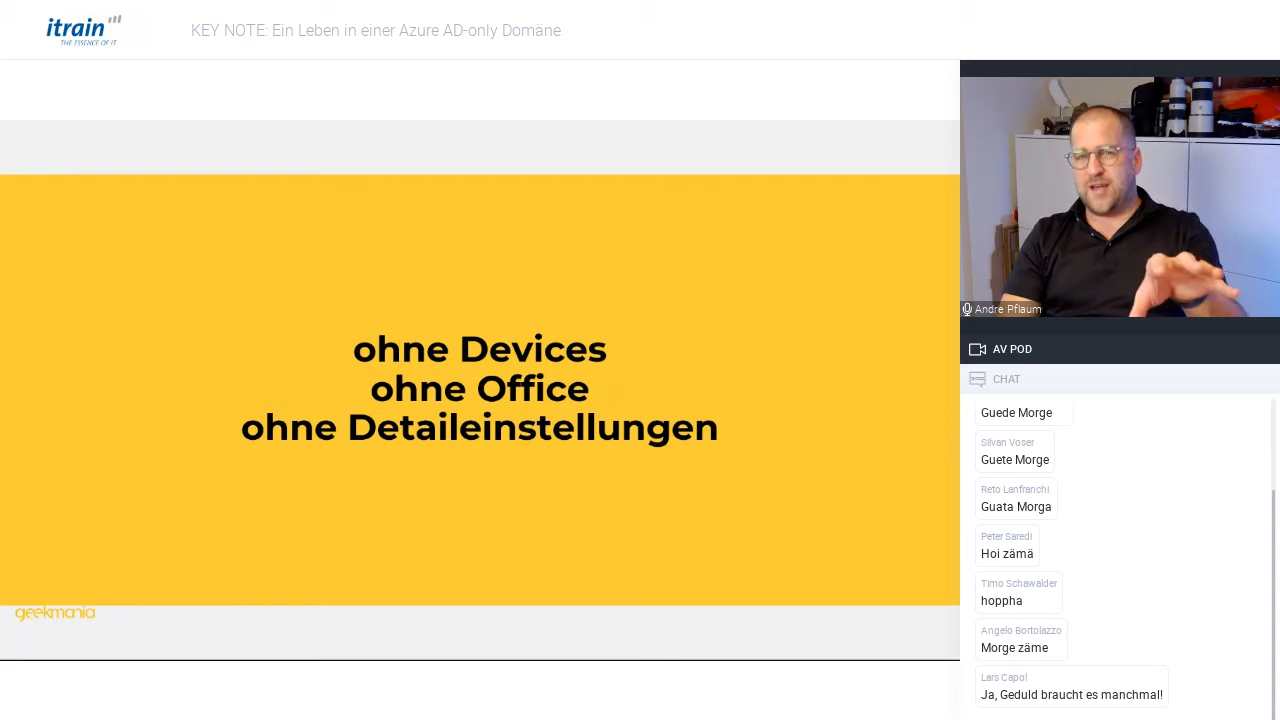 itrain
THE ESSENCE OF IT
KEY NOTE: Ein Leben in einer Azure AD-only Domäne
ohne Devices
ohne Office
ohne Detaileinstellungen
geekmania
Andre Pflaum
AV POD
CHAT
Guede Morge
Silvan Voser
Guete Morge
Reto Lanfranchi
Guata Morga
Peter Saredi
Hoi zämä
Timo Schawalder
hoppha
Angelo Bortolazzo
Morge zäme
Lars Capol
Ja, Geduld braucht es manchmal!